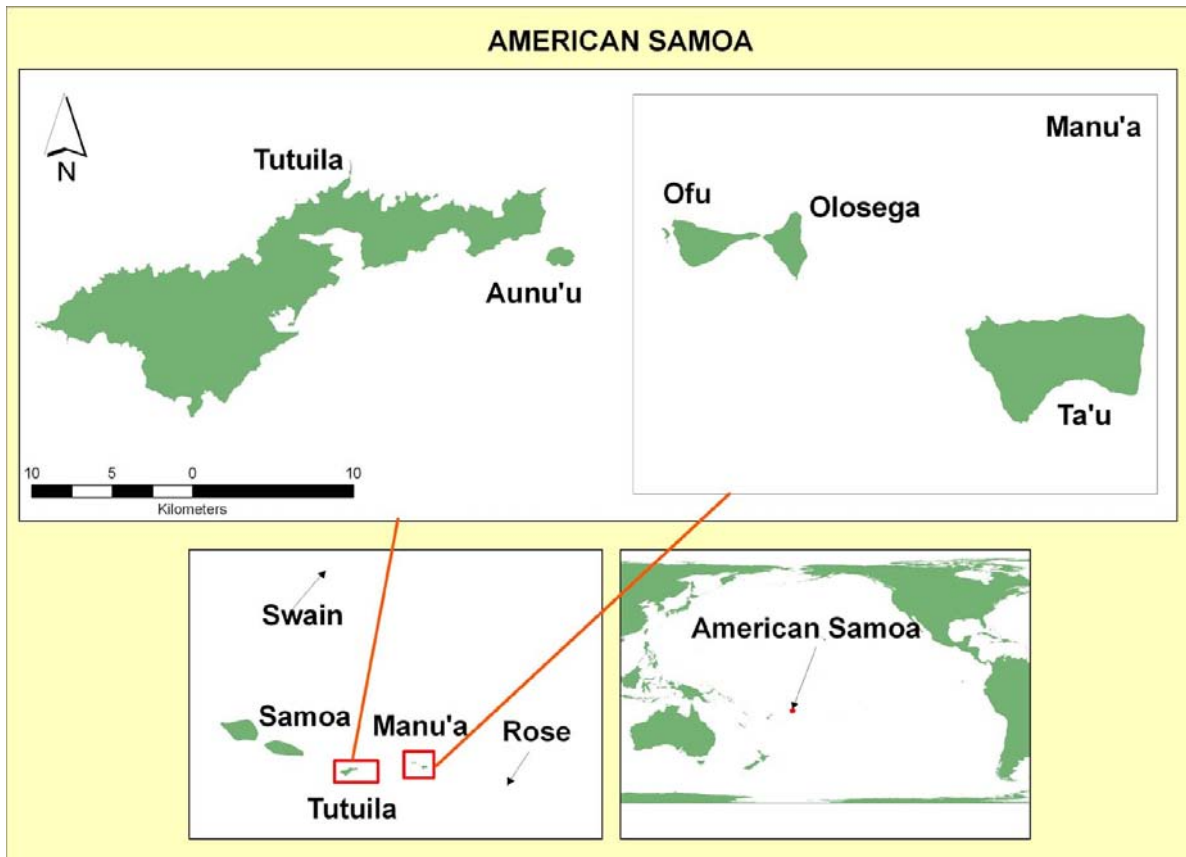 AMERICAN SAMOA
N
Tutuila
Aunu'u
Manu'a
Ofu
Olosega
Ta'u
10 5 0 10
Kilometers
Swain
Samoa
Manu'a
Rose
Tutuila
American Samoa